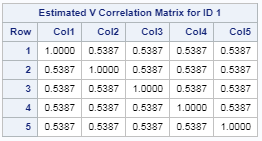 Estimated V Correlation Matrix for ID 1
Row Col1 Col2 Col3 Col4 Col5
1 1.0000 0.5387 0.5387 0.5387 0.5387
2 0.5387 1.0000 0.5387 0.5387 0.5387
3 0.5387 0.5387 1.0000 0.5387 0.5387
4 0.5387 0.5387 0.5387 1.0000 0.5387
5 0.5387 0.5387 0.5387 0.5387 1.0000